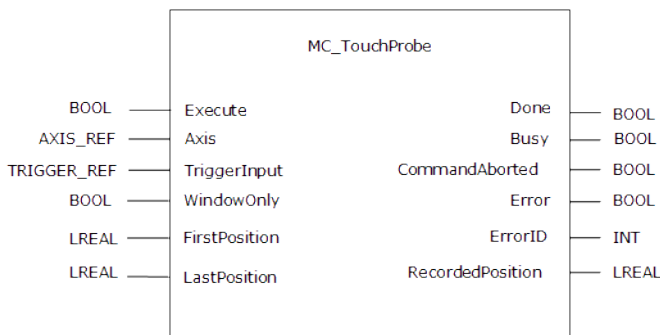 MC_TouchProbe
BOOL Execute Done BOOL
AXIS_REF Axis Busy BOOL
TRIGGER_REF TriggerInput CommandAborted BOOL
BOOL WindowOnly Error BOOL
LREAL FirstPosition ErrorID INT
LREAL LastPosition RecordedPosition LREAL